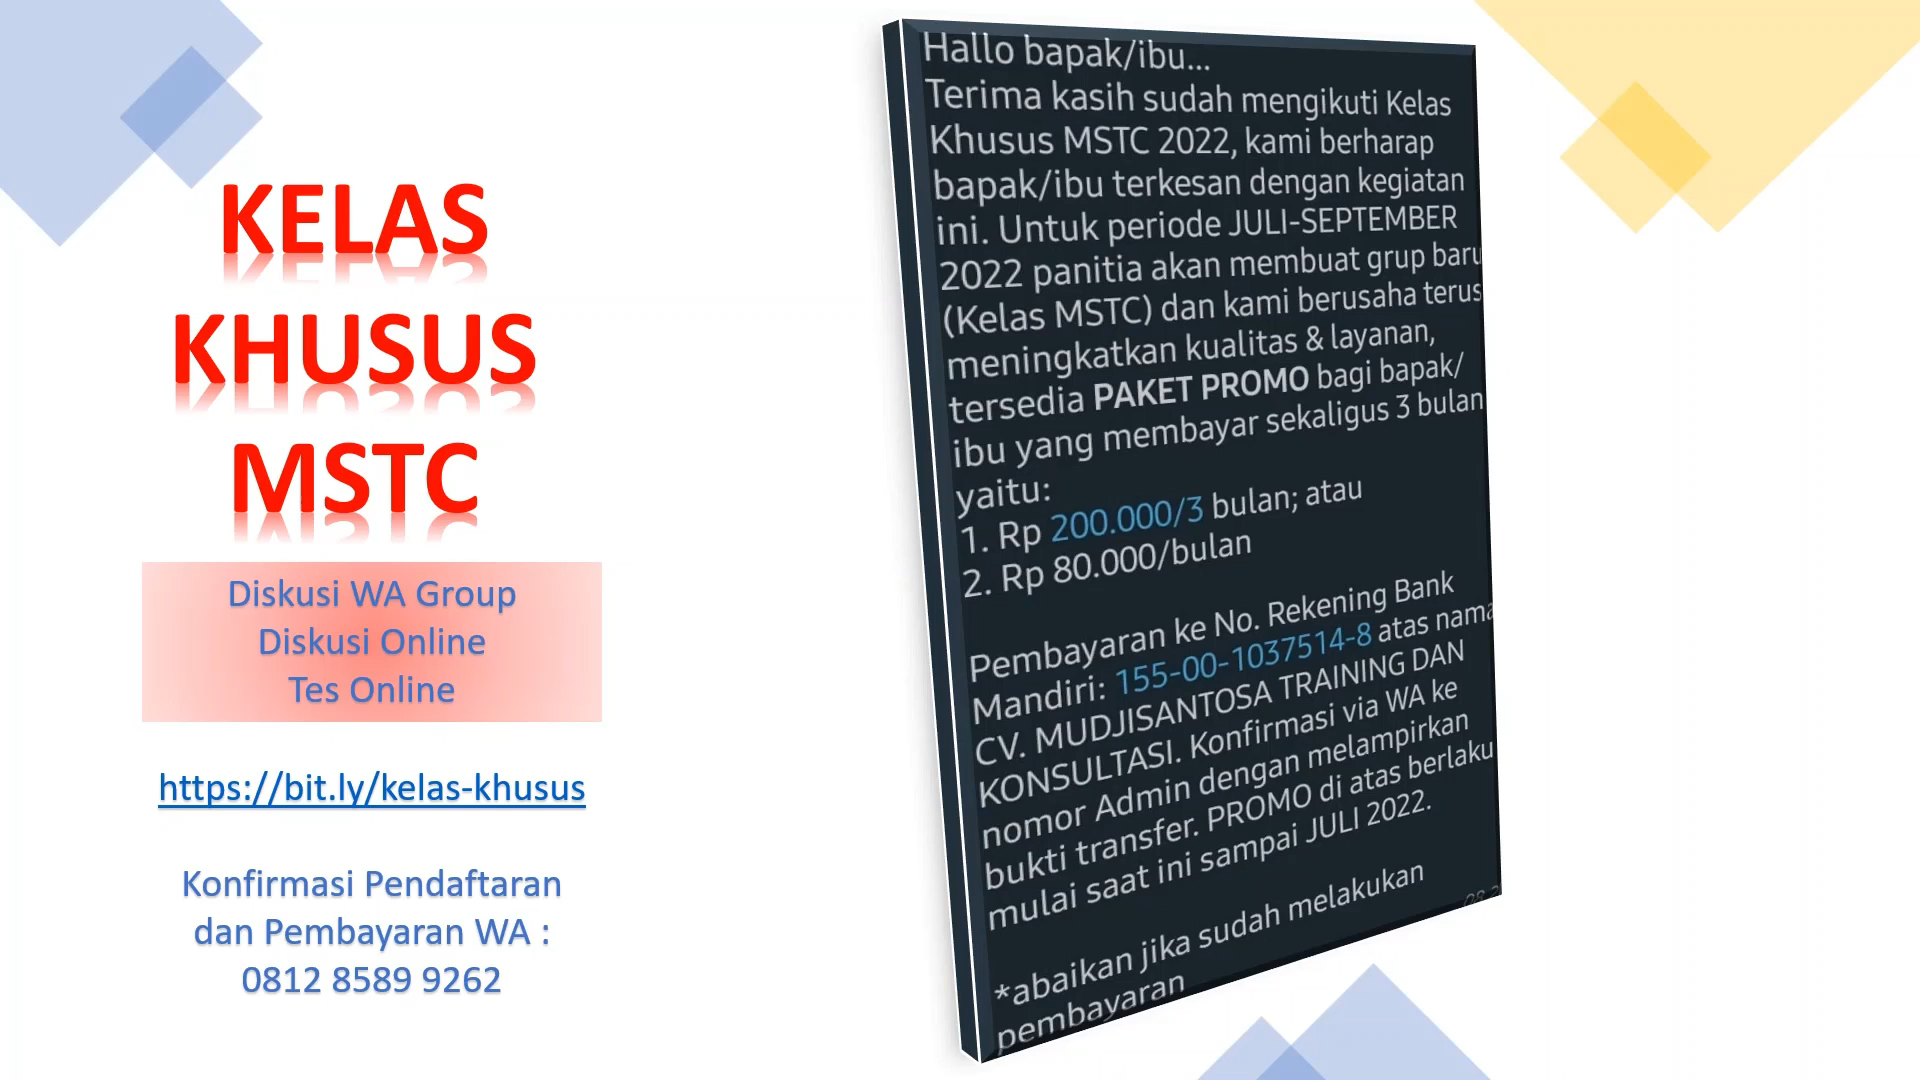 KELAS
KHUSUS
MSTC
Diskusi WA Group
Diskusi Online
Tes Online
https://bit.ly/kelas-khusus
Konfirmasi Pendaftaran
dan Pembayaran WA :
0812 8589 9262
Hallo bapak/ibu...
Terima kasih sudah mengikuti Kelas
Khusus MSTC 2022, kami berharap
bapak/ibu terkesan dengan kegiatan
ini. Untuk periode JULI-SEPTEMBER
2022 panitia akan membuat grup baru
(Kelas MSTC) dan kami berusaha terus
meningkatkan kualitas & layanan,
tersedia PAKET PROMO bagi bapak/
ibu yang membayar sekaligus 3 bulan
yaitu:
1. Rp 200.000/3 bulan; atau
2. Rp 80.000/bulan
Pembayaran ke No. Rekening Bank
Mandiri: 155-00-1037514-8 atas nama
CV. MUDJISANTOSA TRAINING DAN
KONSULTASI. Konfirmasi via WA ke
nomor Admin dengan melampirkan
bukti transfer. PROMO di atas berlaku
mulai saat ini sampai JULI 2022.
*abaikan jika sudah melakukan
pembayaran